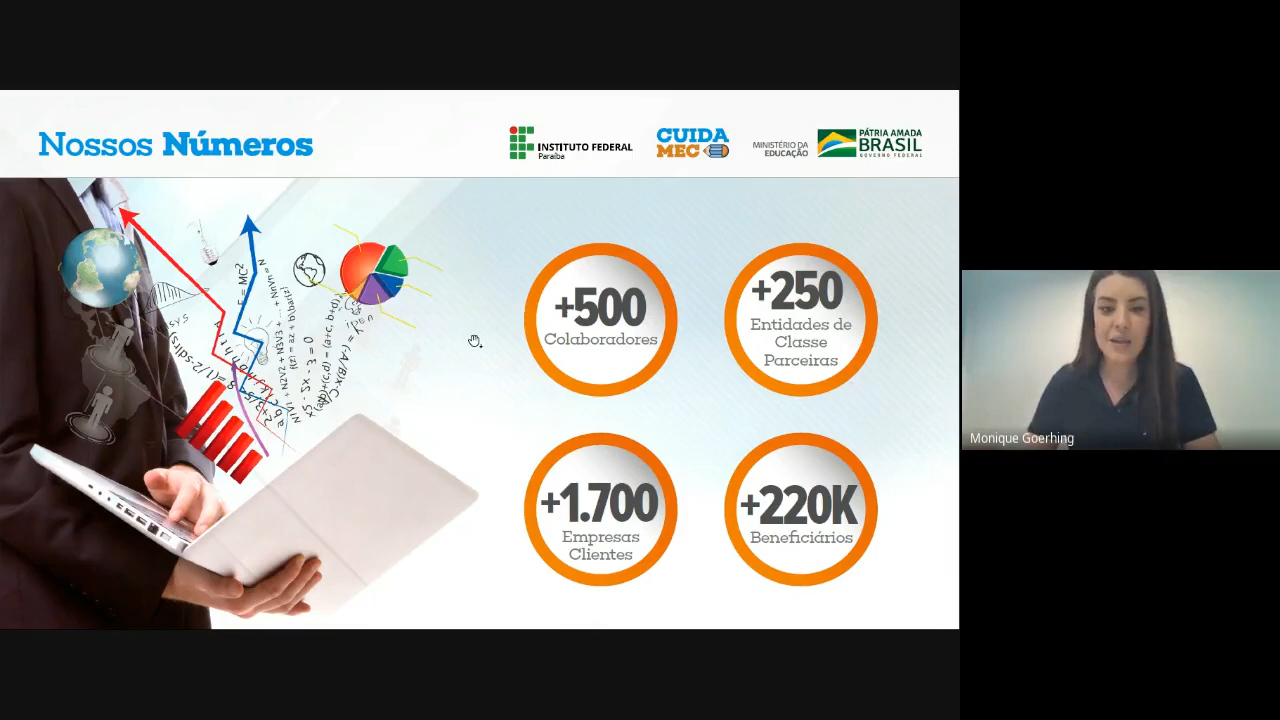 Nossos Números
INSTITUTO FEDERAL
Paraíba
CUIDA
MEC
MINISTÉRIO DA
EDUCAÇÃO
PÁTRIA AMADA
BRASIL
GOVERNO FEDERAL
+500
Colaboradores
+250
Entidades de
Classe
Parceiras
+1.700
Empresas
Clientes
+220K
Beneficiários
Monique Goerhing